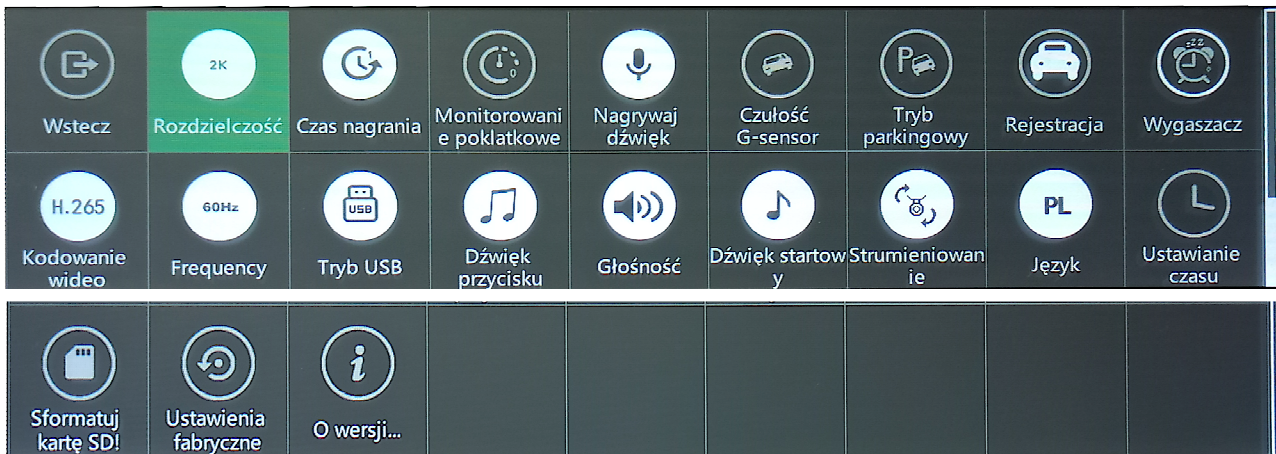 2K
1
P
zzz
Wstecz
Rozdzielczość
Czas nagrania
Monitorowani
e poklatkowe
Nagrywaj
dźwięk
Czułość
G-sensor
Tryb
parkingowy
Rejestracja
Wygaszacz
H.265
60Hz
USB
PL
Kodowanie
wideo
Frequency
Tryb USB
Dźwięk
przycisku
Głośność
Dźwięk startow
y
Strumieniowan
ie
Język
Ustawianie
czasu
i
Sformatuj
kartę SD!
Ustawienia
fabryczne
O wersji...